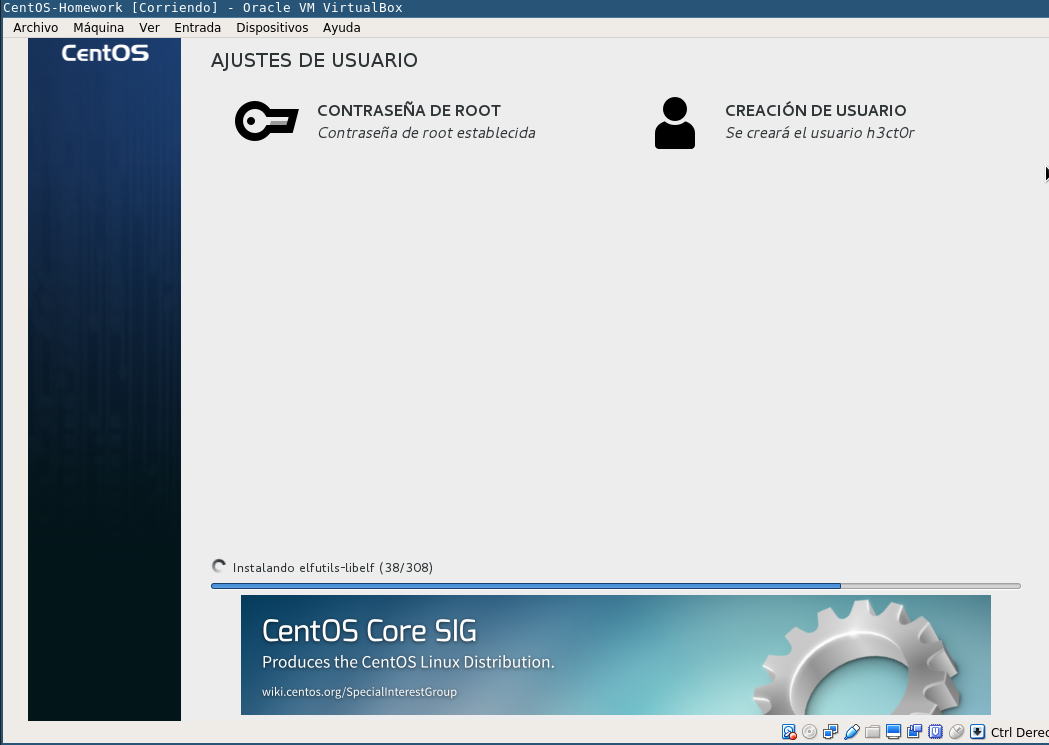 CentOS-Homework [Corriendo] - Oracle VM VirtualBox
Archivo Máquina Ver Entrada Dispositivos Ayuda
CentOS
AJUSTES DE USUARIO
CONTRASEÑA DE ROOT
Contraseña de root establecida
CREACIÓN DE USUARIO
Se creará el usuario h3ct0r
Instalando elfutils-libelf (38/308)
CentOS Core SIG
Produces the CentOS Linux Distribution.
wiki.centos.org/SpecialInterestGroup
Ctrl Derec